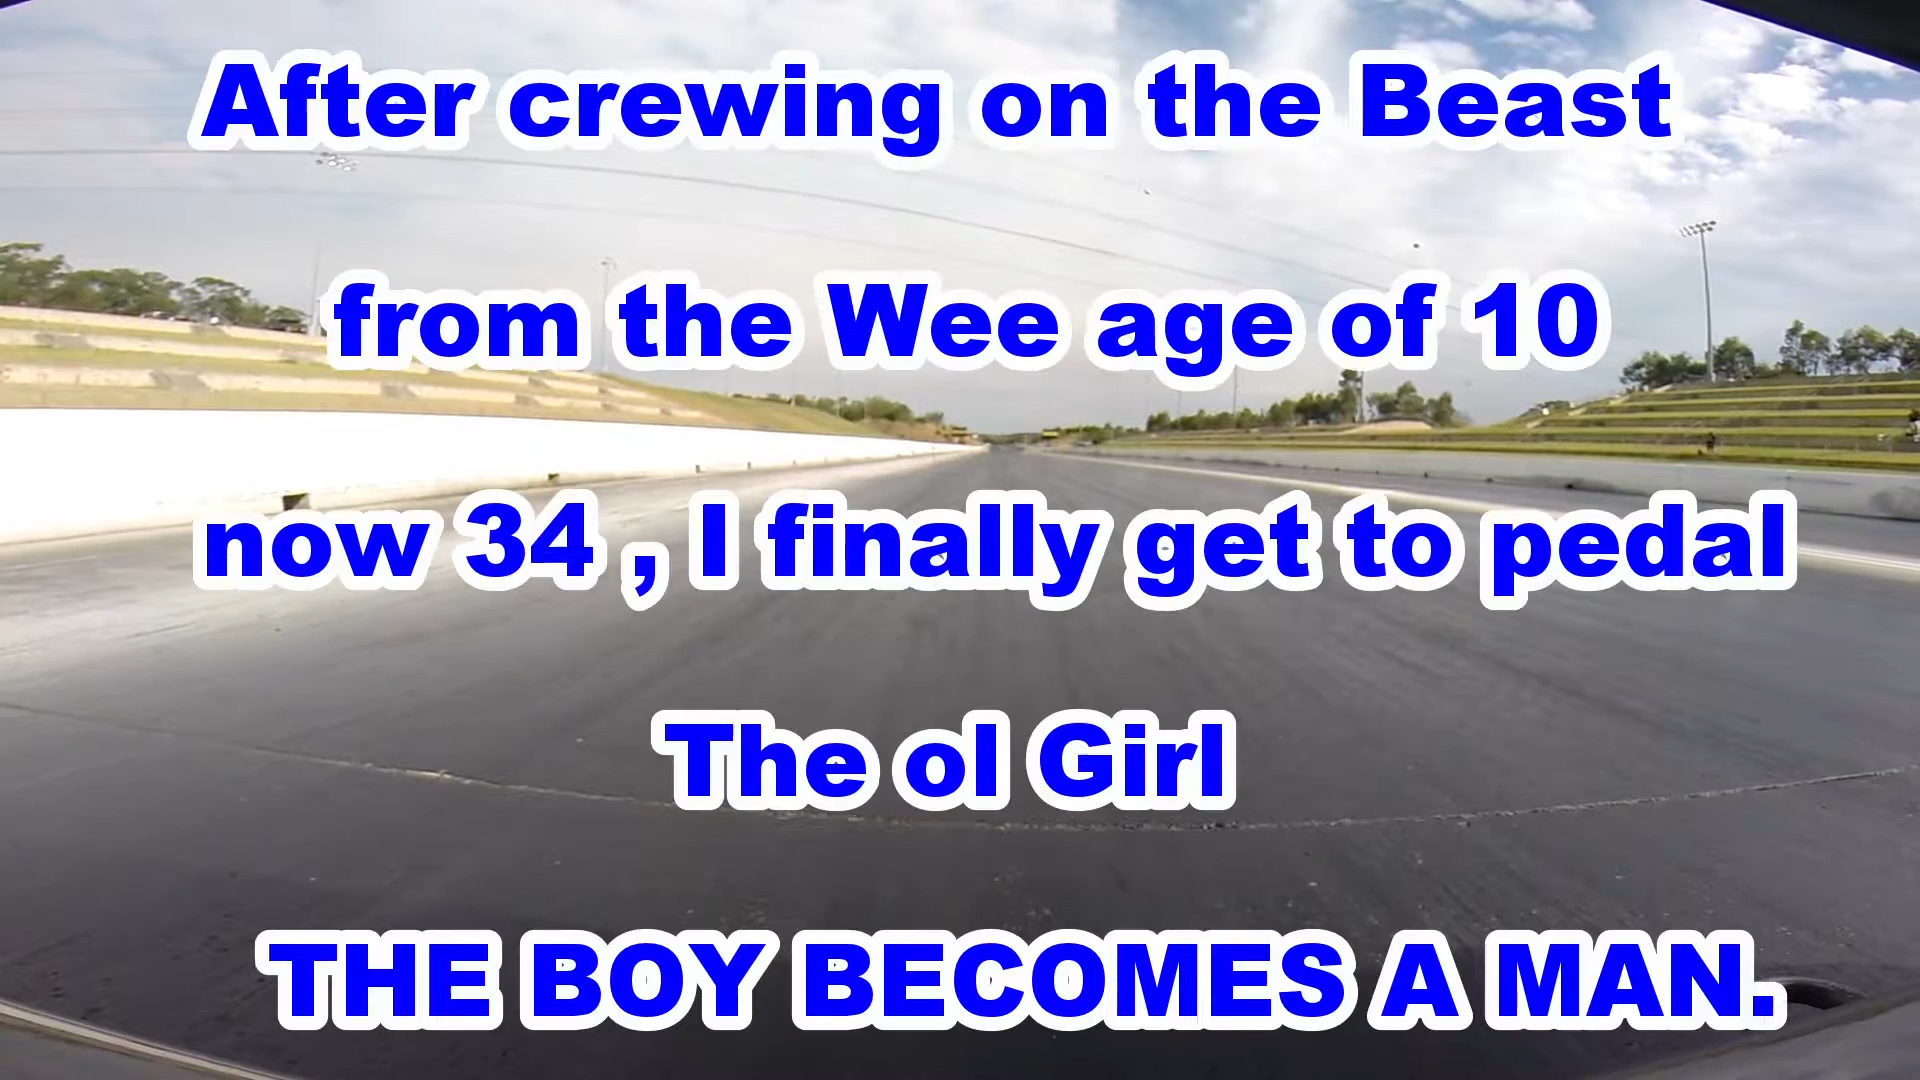 After crewing on the Beast
from the Wee age of 10
now 34 , I finally get to pedal
The ol Girl
THE BOY BECOMES A MAN.